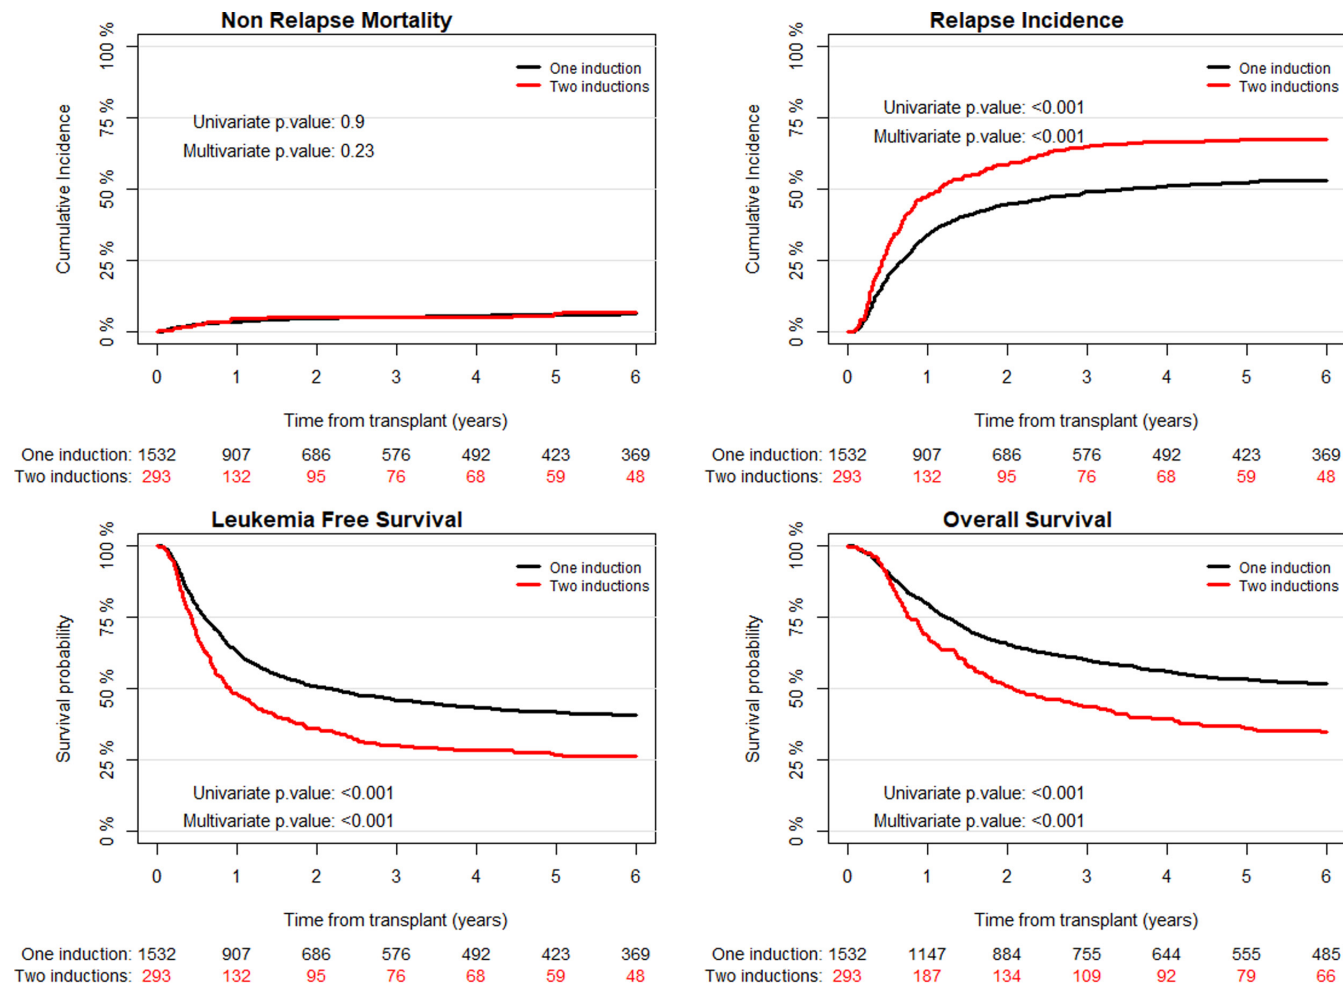 Non Relapse Mortality
100 %
75 %
50 %
25 %
0 %
Cumulative Incidence
One induction
Two inductions
Univariate p.value: 0.9
Multivariate p.value: 0.23
0 1 2 3 4 5 6
Time from transplant (years)
One induction: 1532 907 686 576 492 423 369
Two inductions: 293 132 95 76 68 59 48
Relapse Incidence
100 %
75 %
50 %
25 %
0 %
Cumulative Incidence
One induction
Two inductions
Univariate p.value: <0.001
Multivariate p.value: <0.001
0 1 2 3 4 5 6
Time from transplant (years)
One induction: 1532 907 686 576 492 423 369
Two inductions: 293 132 95 76 68 59 48
Leukemia Free Survival
100 %
75 %
50 %
25 %
0 %
Survival probability
One induction
Two inductions
Univariate p.value: <0.001
Multivariate p.value: <0.001
0 1 2 3 4 5 6
Time from transplant (years)
One induction: 1532 907 686 576 492 423 369
Two inductions: 293 132 95 76 68 59 48
Overall Survival
100 %
75 %
50 %
25 %
0 %
Survival probability
One induction
Two inductions
Univariate p.value: <0.001
Multivariate p.value: <0.001
0 1 2 3 4 5 6
Time from transplant (years)
One induction: 1532 1147 884 755 644 555 485
Two inductions: 293 187 134 109 92 79 66